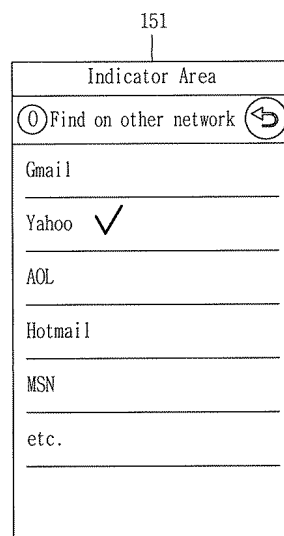 151
Indicator Area
0 Find on other network
Gmail
Yahoo
AOL
Hotmail
MSN
etc.